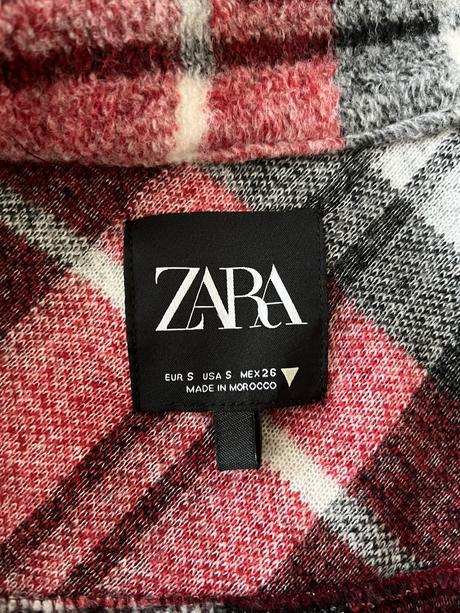 ZARA
EUR S USA S MEX 26
MADE IN MOROCCO